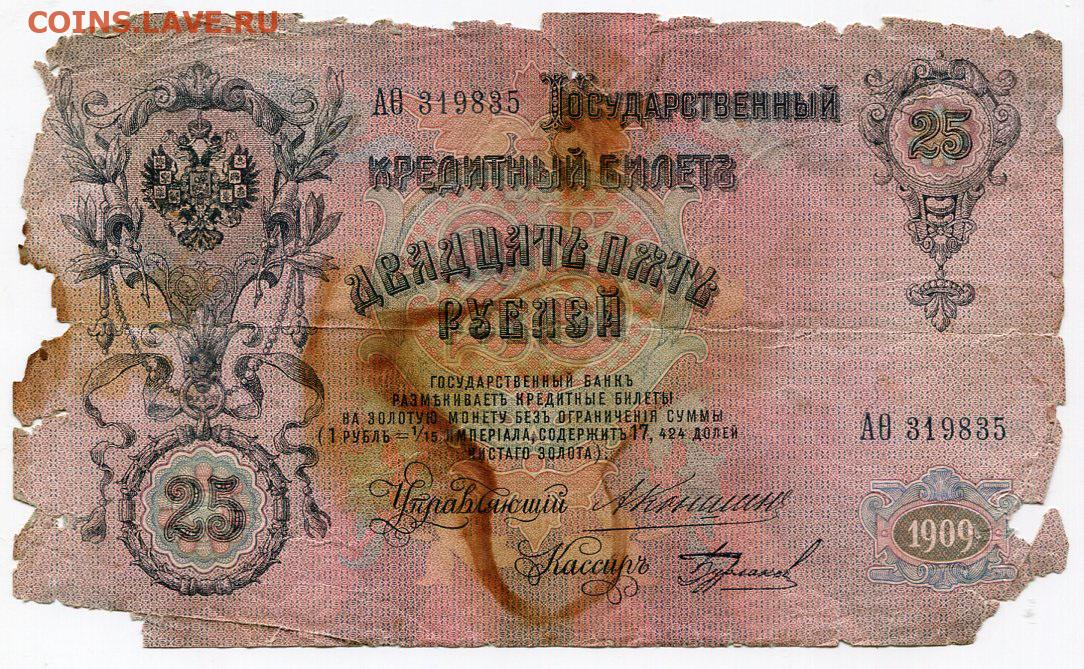 COINS.LAVE.RU
АѲ 319835 Государственный
Кредитный Билетъ
Двадцать пять
рублей
25
25
ГОСУДАРСТВЕННЫЙ БАНКЪ
РАЗМѢНИВАЕТЪ КРЕДИТНЫЕ БИЛЕТЫ
НА ЗОЛОТУЮ МОНЕТУ БЕЗЪ ОГРАНИЧЕНІЯ СУММЫ
(1 РУБЛЬ = 1/15 ИМПЕРІАЛА, СОДЕРЖИТЪ 17,424 ДОЛЕЙ
ЧИСТАГО ЗОЛОТА).
АѲ 319835
Управляющій АКоншинъ
Кассиръ Бурлаков
1909.